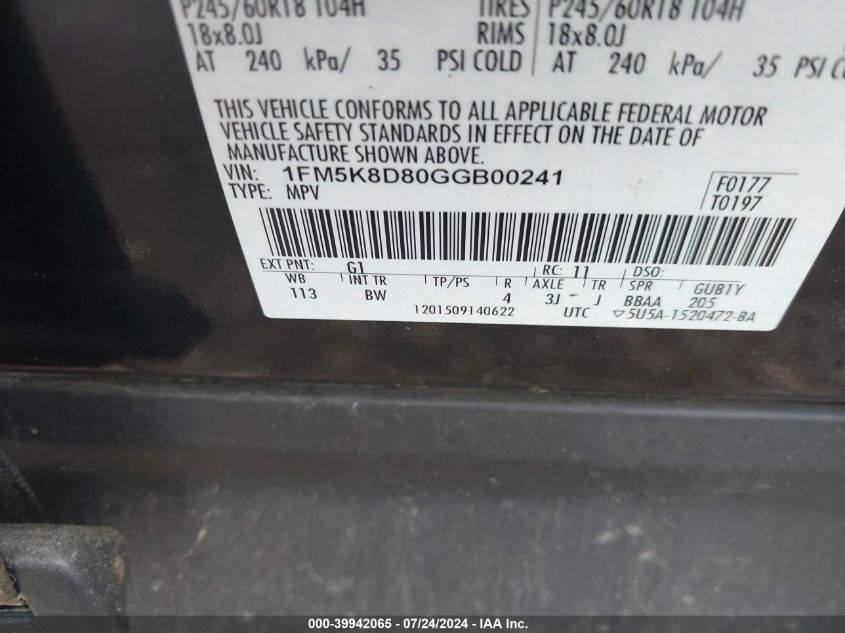 P245/60R18 104H TIRES P245/60R18 104H
18x8.0J RIMS 18x8.0J
AT 240 kPa/ 35 PSI COLD AT 240 kPa/ 35 PSI
THIS VEHICLE CONFORMS TO ALL APPLICABLE FEDERAL MOTOR
VEHICLE SAFETY STANDARDS IN EFFECT ON THE DATE OF
MANUFACTURE SHOWN ABOVE.
VIN: 1FM5K8D80GGB00241
TYPE: MPV
F0177
T0197
EXT PNT: G1 RC: 11 DSO:
WB INT TR TP/PS R AXLE TR SPR GUB1Y
113 BW 4 3J J BBAA 205
1201509140622 UTC ▽5U5A-1520472-BA
000-39942065 / 07/24/2024 - IAA Inc.